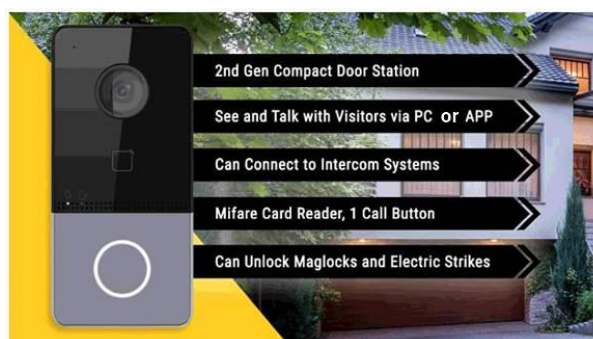 2nd Gen Compact Door Station
See and Talk with Visitors via PC or APP
Can Connect to Intercom Systems
Mifare Card Reader, 1 Call Button
Can Unlock Maglocks and Electric Strikes